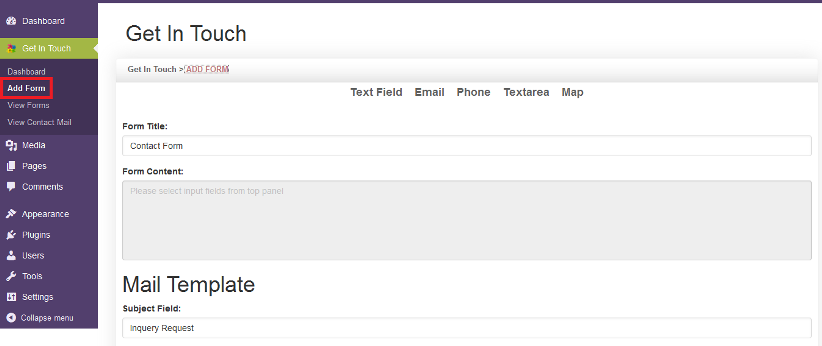 Dashboard
Get In Touch
Dashboard
Add Form
View Forms
View Contact Mail
Media
Pages
Comments
Appearance
Plugins
Users
Tools
Settings
Collapse menu
Get In Touch
Get In Touch >ADD FORM
Text Field Email Phone Textarea Map
Form Title:
Contact Form
Form Content:
Please select input fields from top panel
Mail Template
Subject Field:
Inquery Request